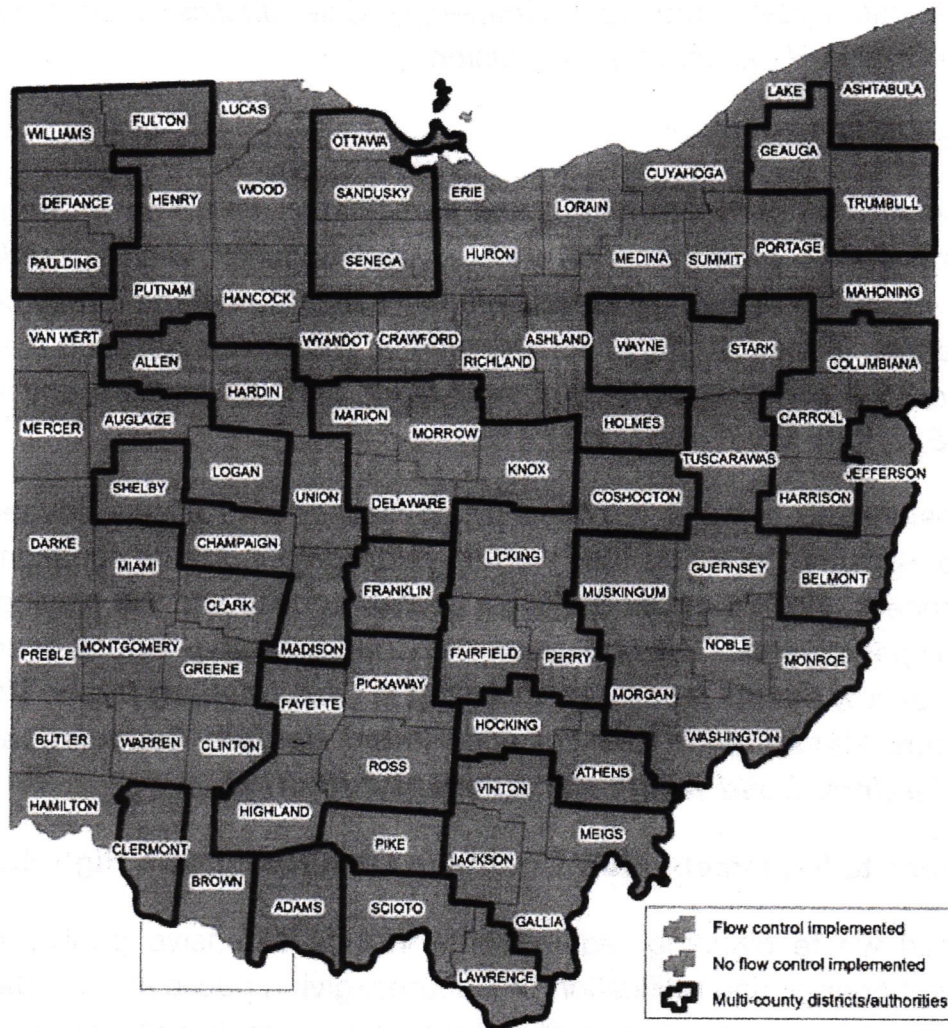 LAKE
ASHTABULA
WILLIAMS
FULTON
LUCAS
OTTAWA
GEAUGA
CUYAHOGA
DEFIANCE
HENRY
WOOD
SANDUSKY
ERIE
LORAIN
TRUMBULL
PAULDING
SENECA
HURON
MEDINA
SUMMIT
PORTAGE
PUTNAM
HANCOCK
MAHONING
VAN WERT
WYANDOT
CRAWFORD
RICHLAND
ASHLAND
WAYNE
STARK
COLUMBIANA
ALLEN
HARDIN
MERCER
AUGLAIZE
MARION
MORROW
HOLMES
CARROLL
SHELBY
LOGAN
UNION
KNOX
TUSCARAWAS
JEFFERSON
DELAWARE
COSHOCTON
HARRISON
DARKE
CHAMPAIGN
LICKING
MIAMI
FRANKLIN
MUSKINGUM
GUERNSEY
BELMONT
CLARK
PREBLE
MONTGOMERY
GREENE
MADISON
FAIRFIELD
PERRY
NOBLE
MONROE
FAYETTE
PICKAWAY
MORGAN
BUTLER
WARREN
CLINTON
HOCKING
WASHINGTON
ROSS
ATHENS
HAMILTON
HIGHLAND
VINTON
CLERMONT
PIKE
MEIGS
BROWN
JACKSON
ADAMS
SCIOTO
GALLIA
LAWRENCE
Flow control implemented
No flow control implemented
Multi-county districts/authorities